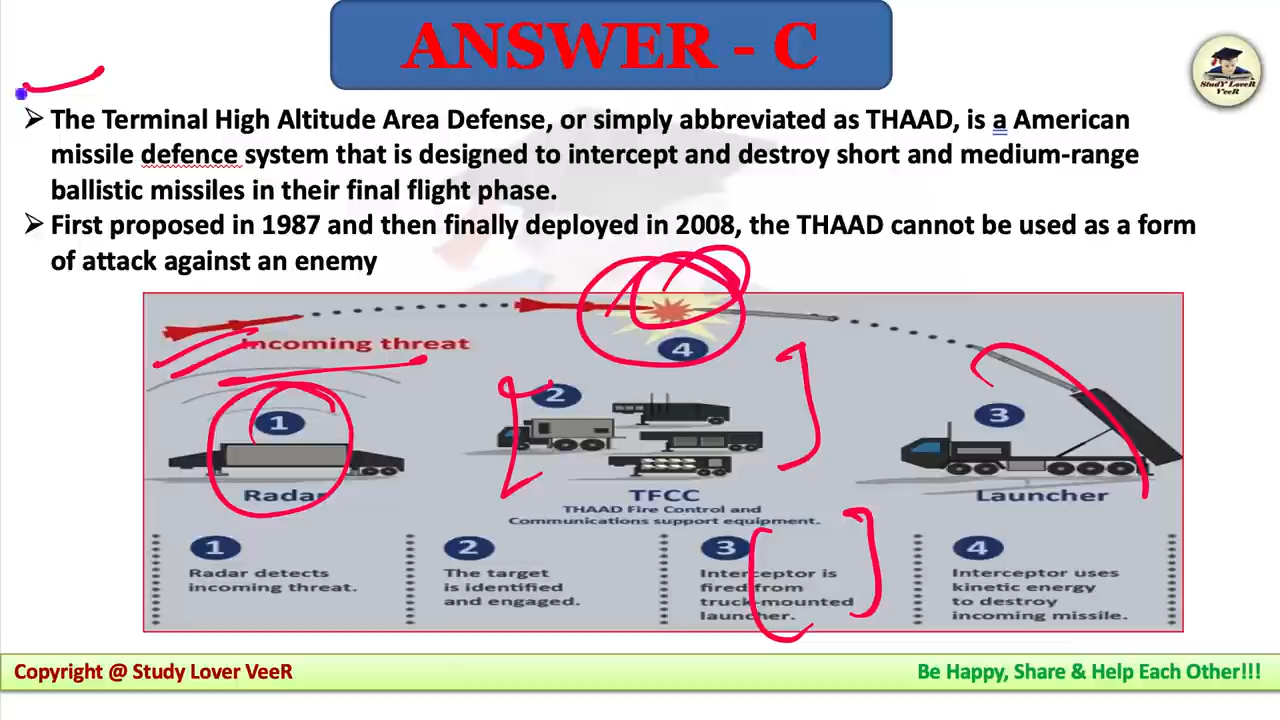 ANSWER - C
StudY LoveR
VeeR
➢ The Terminal High Altitude Area Defense, or simply abbreviated as THAAD, is a American
missile defence system that is designed to intercept and destroy short and medium-range
ballistic missiles in their final flight phase.
➢ First proposed in 1987 and then finally deployed in 2008, the THAAD cannot be used as a form
of attack against an enemy
Incoming threat
4
1
2
3
Radar
TFCC
Launcher
THAAD Fire Control and
Communications support equipment.
1
Radar detects
incoming threat.
2
The target
is identified
and engaged.
3
Interceptor is
fired from
truck-mounted
launcher.
4
Interceptor uses
kinetic energy
to destroy
incoming missile.
Copyright @ Study Lover VeeR
Be Happy, Share & Help Each Other!!!